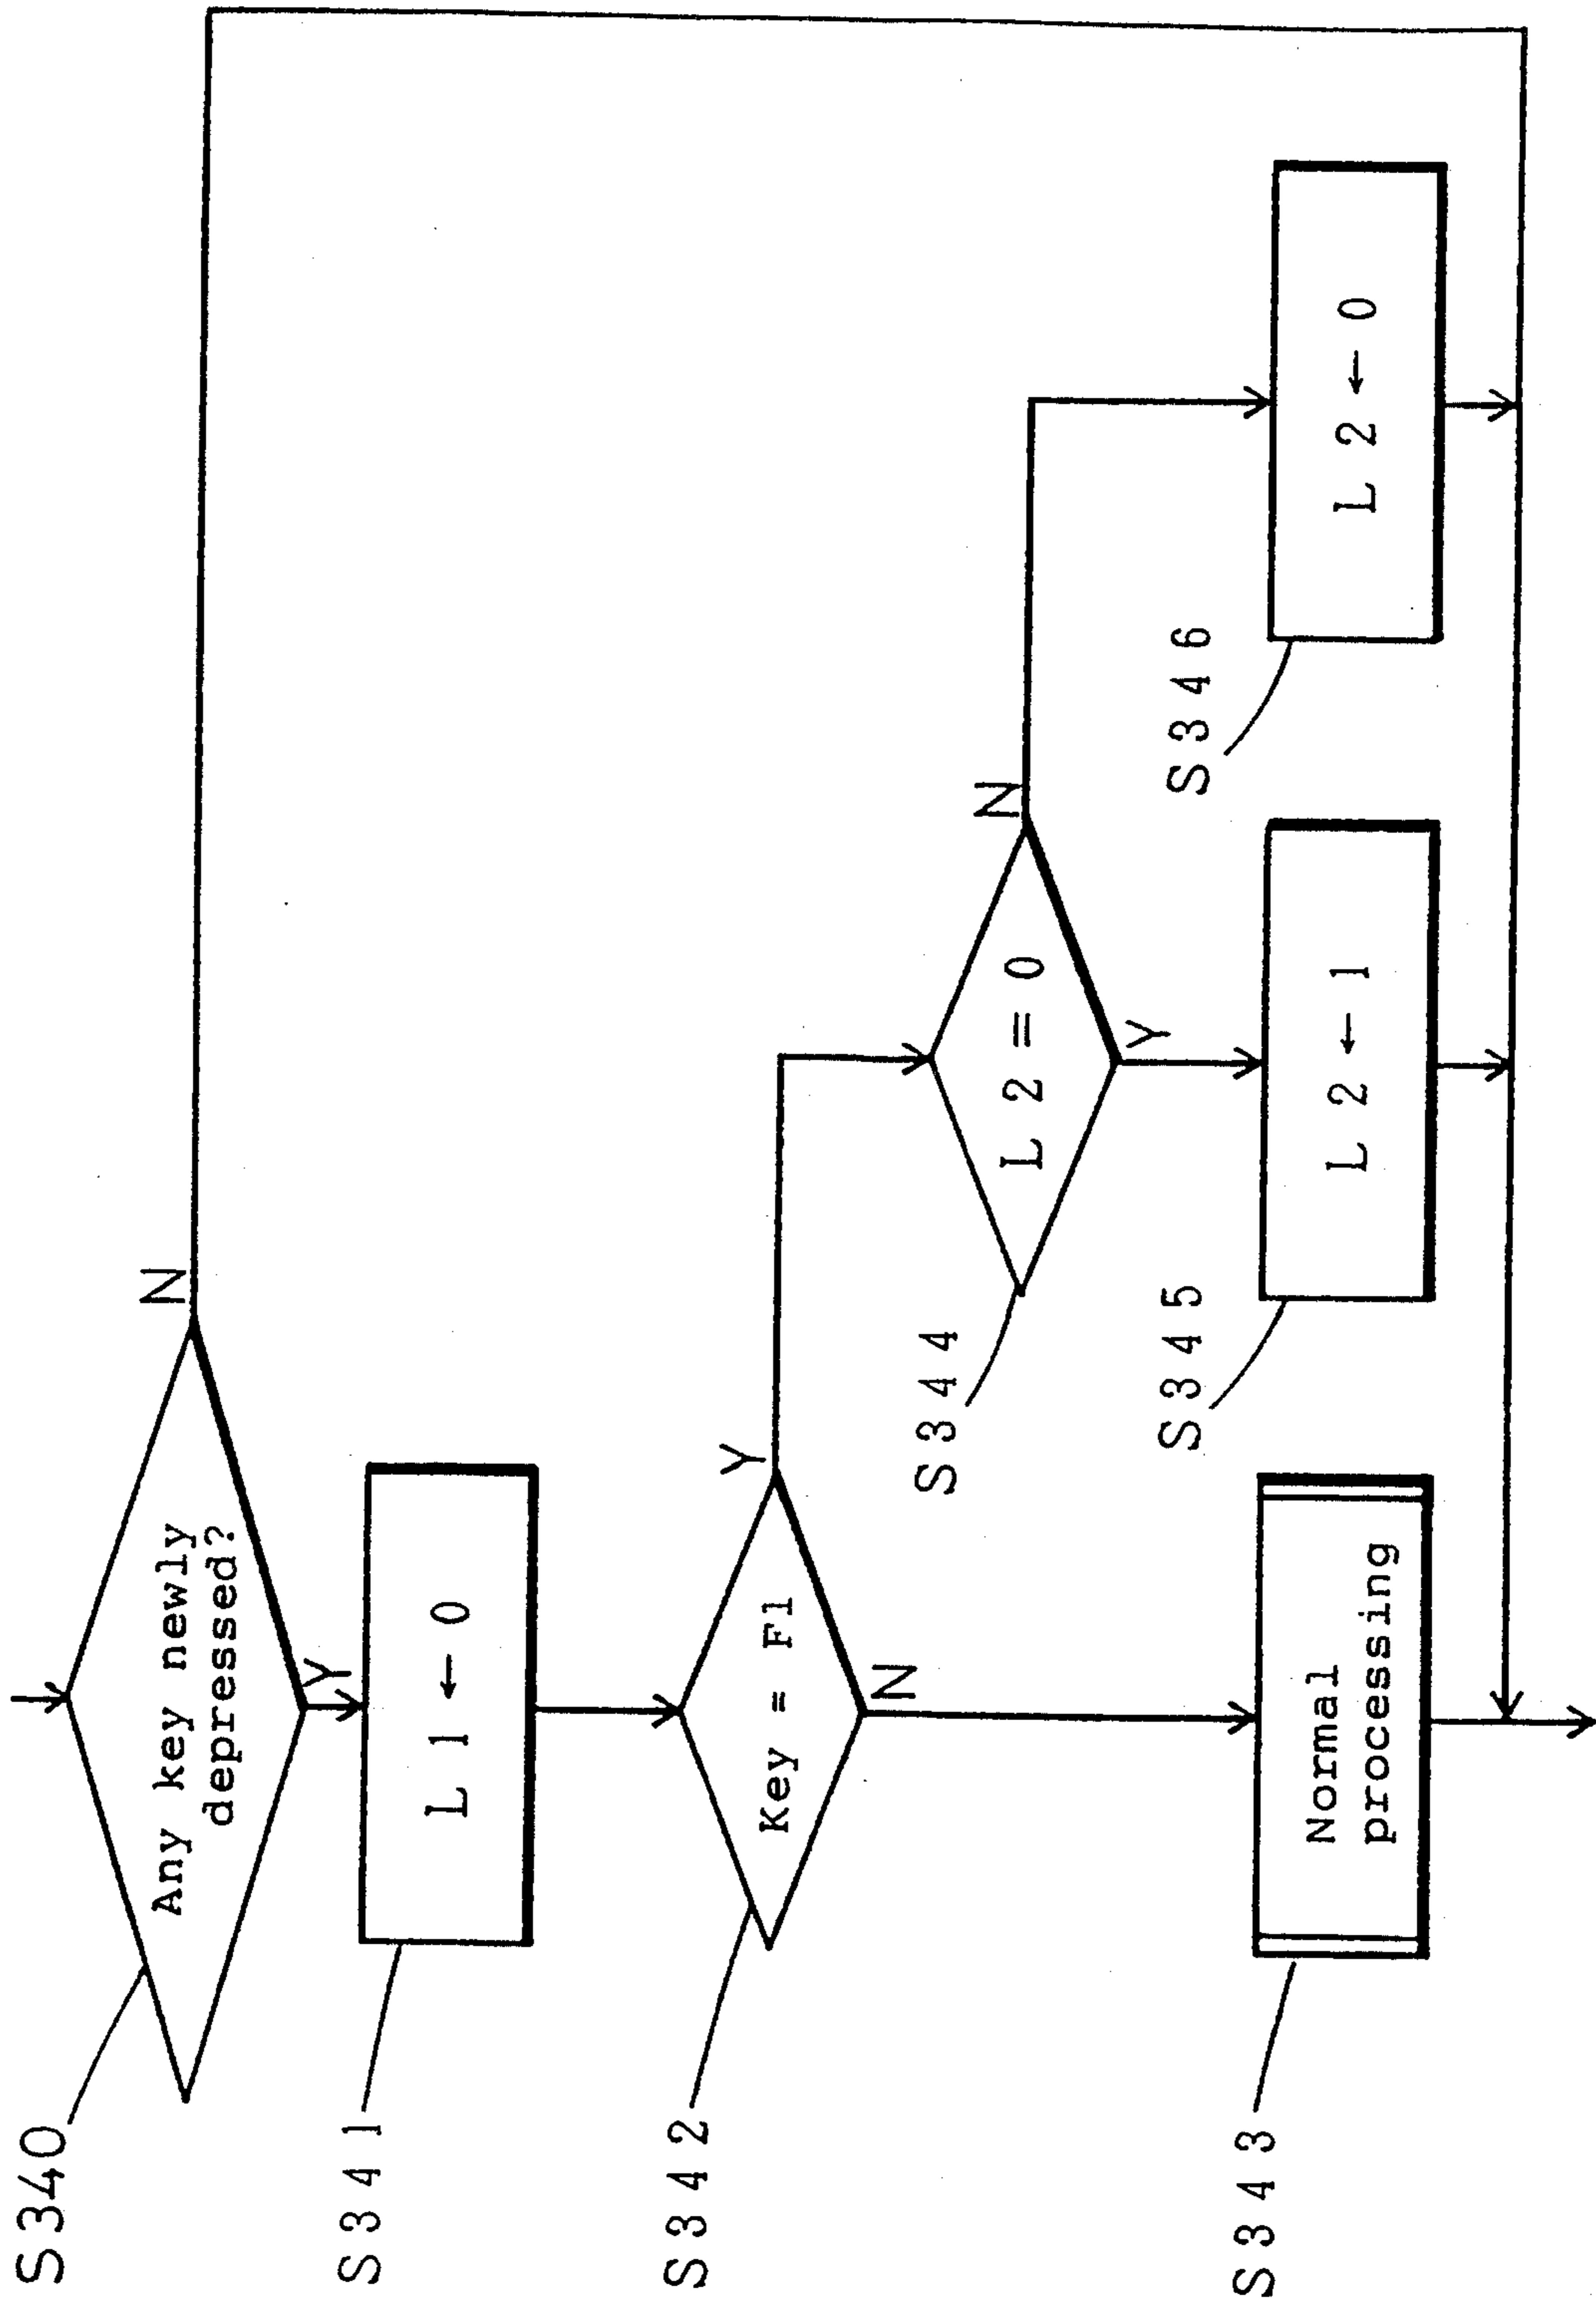 S340
Any key newly
depressed?
N
Y
S341
L1 ← 0
S342
Key = F1
Y
N
S344
L2 = 0
N
Y
S343
Normal
processing
S345
L2 ← 1
S346
L2 ← 0